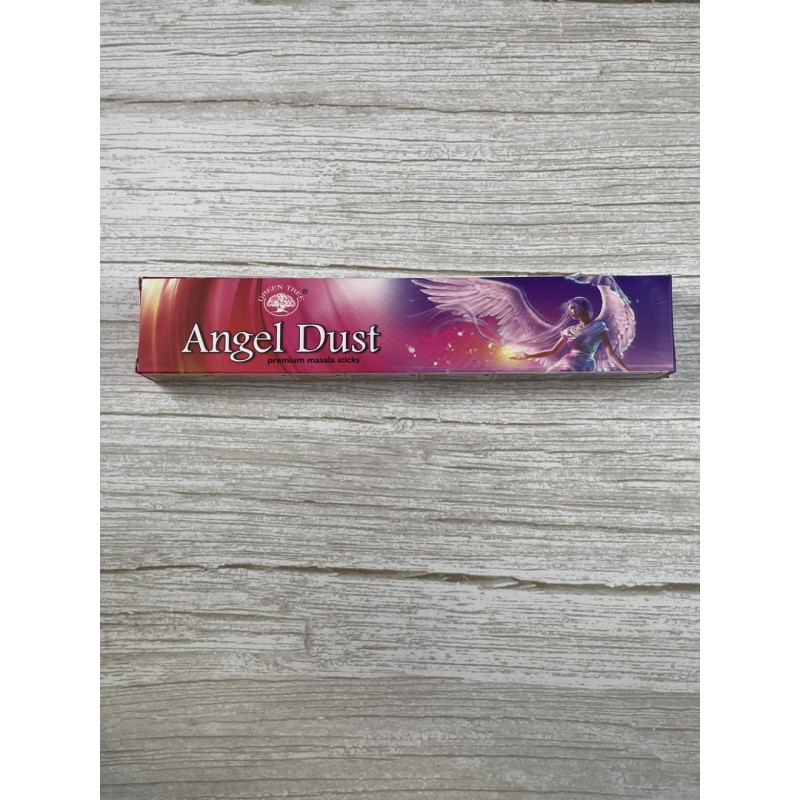 GREEN TREE
®
Angel Dust
premium masala sticks